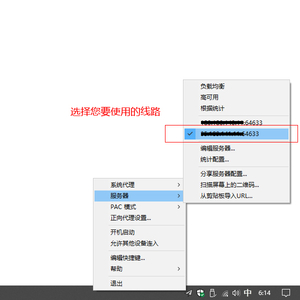 选择您要使用的线路
负载均衡
高可用
根据统计
:64633
:64633
编辑服务器...
统计配置...
分享服务器配置...
扫描屏幕上的二维码...
从剪贴板导入URL...
系统代理
服务器
PAC 模式
正向代理设置...
开机启动
允许其他设备连入
编辑快捷键...
帮助
退出
中
6:14